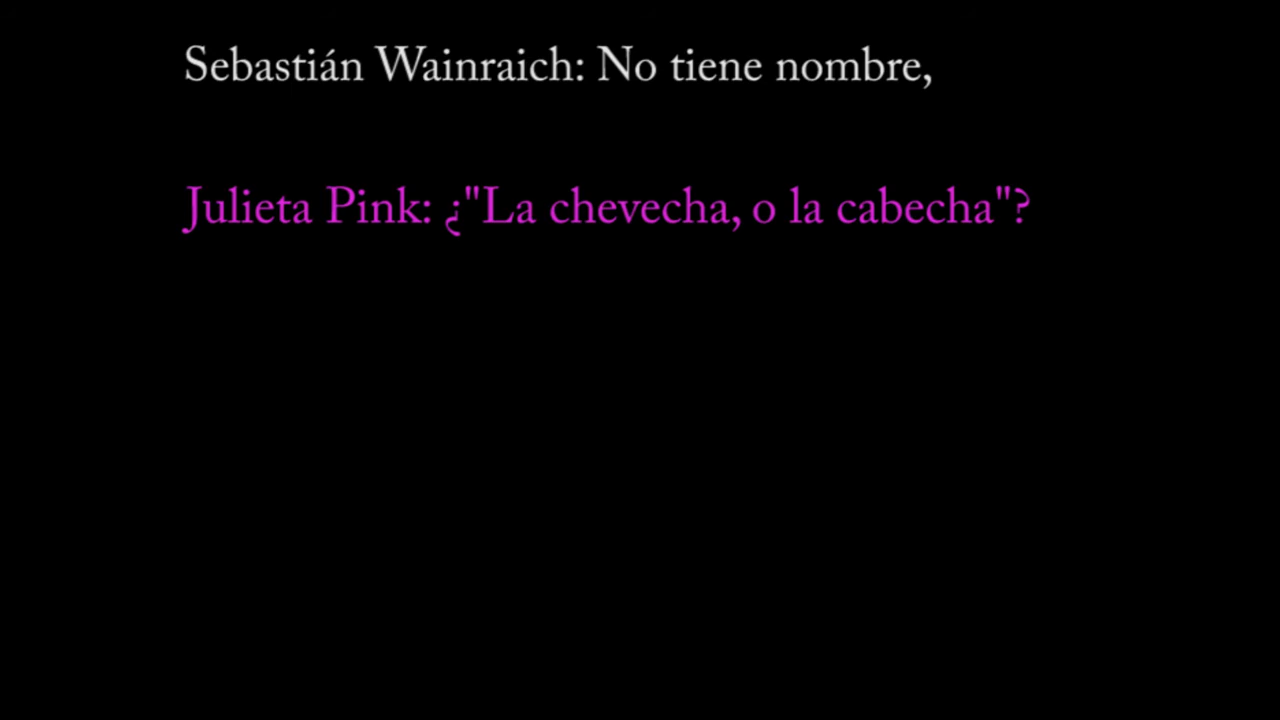 Sebastián Wainraich: No tiene nombre,
Julieta Pink: ¿"La chevecha, o la cabecha"?